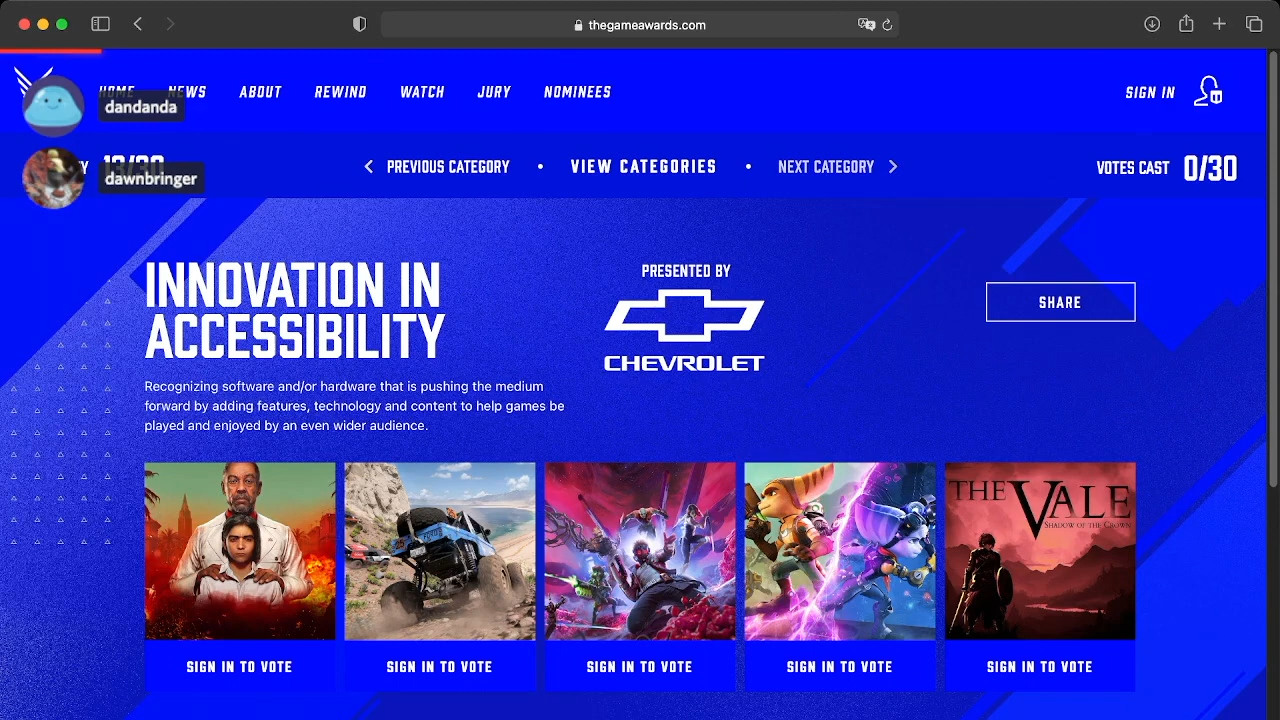 thegameawards.com
HOME
NEWS
ABOUT
REWIND
WATCH
JURY
NOMINEES
SIGN IN
dandanda
13/30
PREVIOUS CATEGORY
•
VIEW CATEGORIES
•
NEXT CATEGORY
VOTES CAST 0/30
dawnbringer
INNOVATION IN
ACCESSIBILITY
Recognizing software and/or hardware that is pushing the medium
forward by adding features, technology and content to help games be
played and enjoyed by an even wider audience.
PRESENTED BY
CHEVROLET
SHARE
THE VALE
SHADOW OF THE CROWN
SIGN IN TO VOTE
SIGN IN TO VOTE
SIGN IN TO VOTE
SIGN IN TO VOTE
SIGN IN TO VOTE